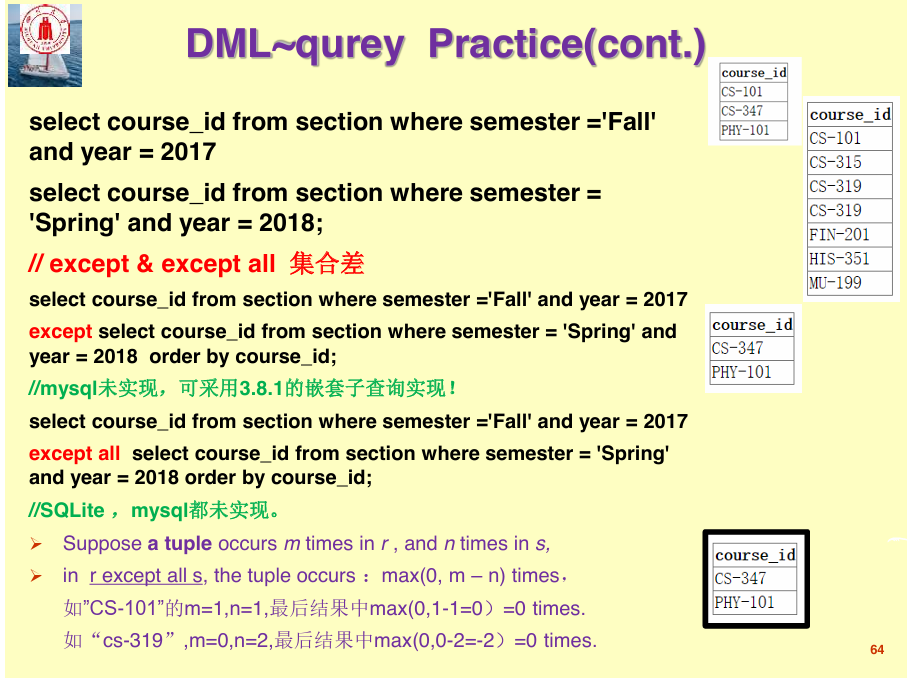 DML~qurey Practice(cont.)
select course_id from section where semester ='Fall'
and year = 2017
select course_id from section where semester =
'Spring' and year = 2018;
// except & except all 集合差
select course_id from section where semester ='Fall' and year = 2017
except select course_id from section where semester = 'Spring' and
year = 2018 order by course_id;
//mysql未实现，可采用3.8.1的嵌套子查询实现！
select course_id from section where semester ='Fall' and year = 2017
except all select course_id from section where semester = 'Spring'
and year = 2018 order by course_id;
//SQLite ，mysql都未实现。
➢ Suppose a tuple occurs m times in r , and n times in s,
➢ in r except all s, the tuple occurs ：max(0, m – n) times，
如”CS-101”的m=1,n=1,最后结果中max(0,1-1=0）=0 times.
如“cs-319”,m=0,n=2,最后结果中max(0,0-2=-2）=0 times.
course_id
CS-101
CS-347
PHY-101
course_id
CS-101
CS-315
CS-319
CS-319
FIN-201
HIS-351
MU-199
course_id
CS-347
PHY-101
course_id
CS-347
PHY-101
64